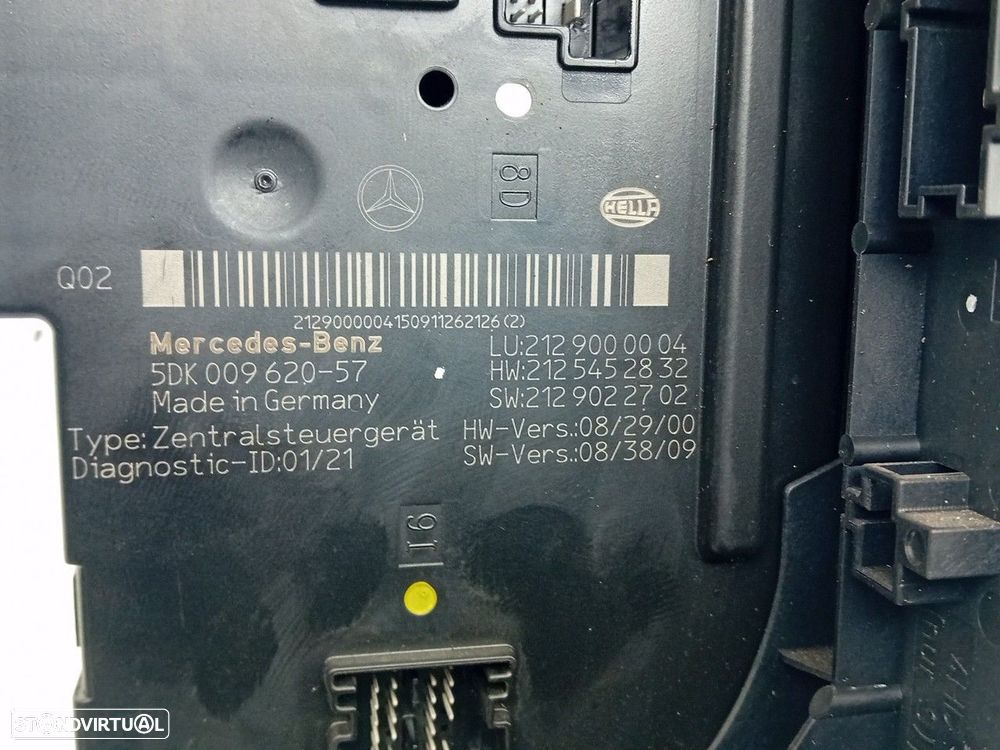 8D
HELLA
Q02
2129000004150911262126 (2)
Mercedes-Benz
5DK 009 620-57
Made in Germany
Type: Zentralsteuergerät
Diagnostic-ID:01/21
LU:212 900 00 04
HW:212 545 28 32
SW:212 902 27 02
HW-Vers.:08/29/00
SW-Vers.:08/38/09
16
STANDVIRTUAL